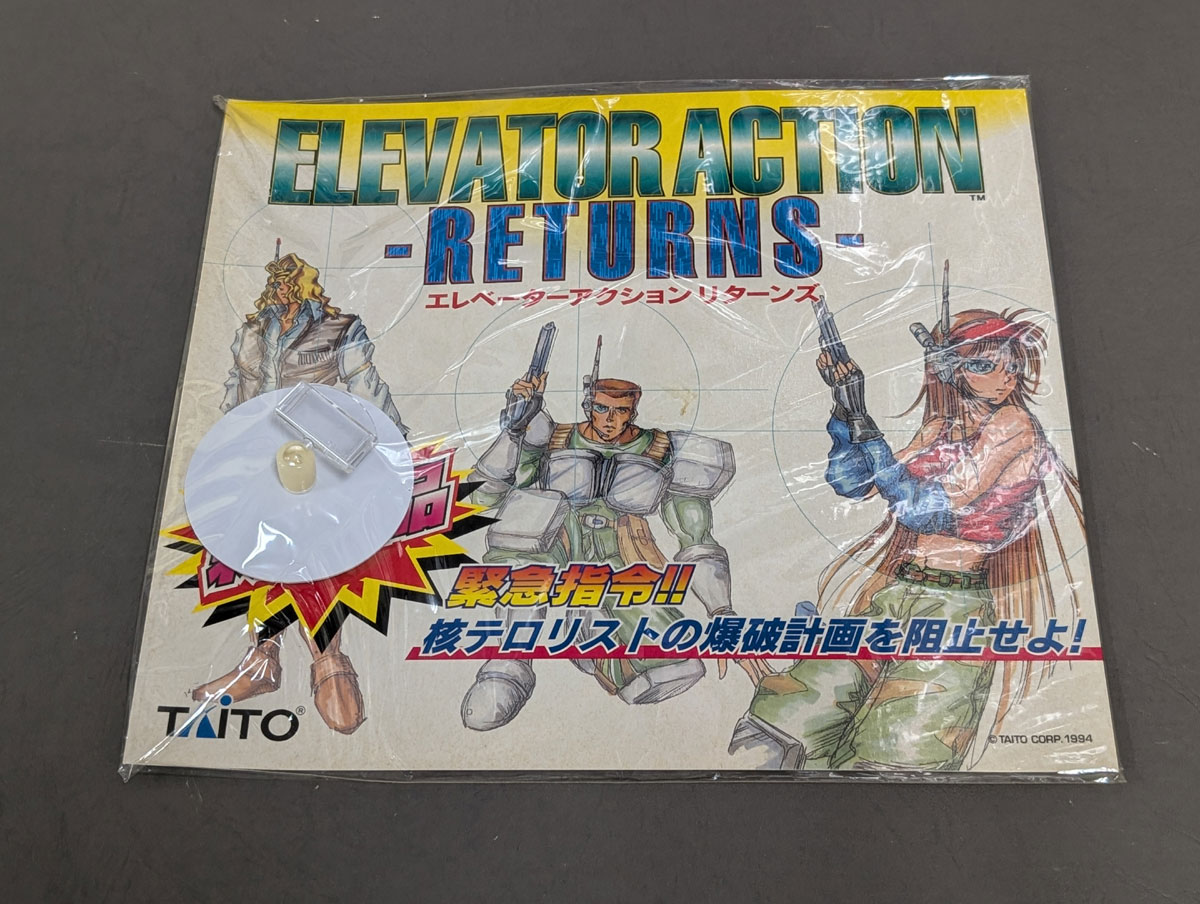 ELEVATOR ACTION ™
-RETURNS-
エレベーターアクション リターンズ
緊急指令!!
核テロリストの爆破計画を阻止せよ!
TAITO®
© TAITO CORP. 1994